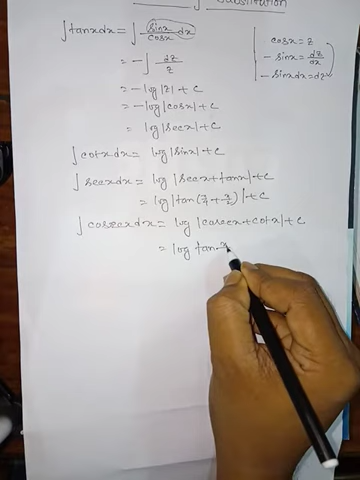 ∫ Substitution
∫tanx dx = ∫ sinx/cosx dx
= -∫ dz/z
= -log|z| + c
= -log|cosx| + c
= log|secx| + c
cosx = z
-sinx = dz/dx
-sinx dx = dz
∫cotx dx = log|sinx| + c
∫secx dx = log|secx + tanx| + c
= log|tan(π/4 + x/2)| + c
∫cosecx dx = log|cosecx + cotx| + c
= log tan